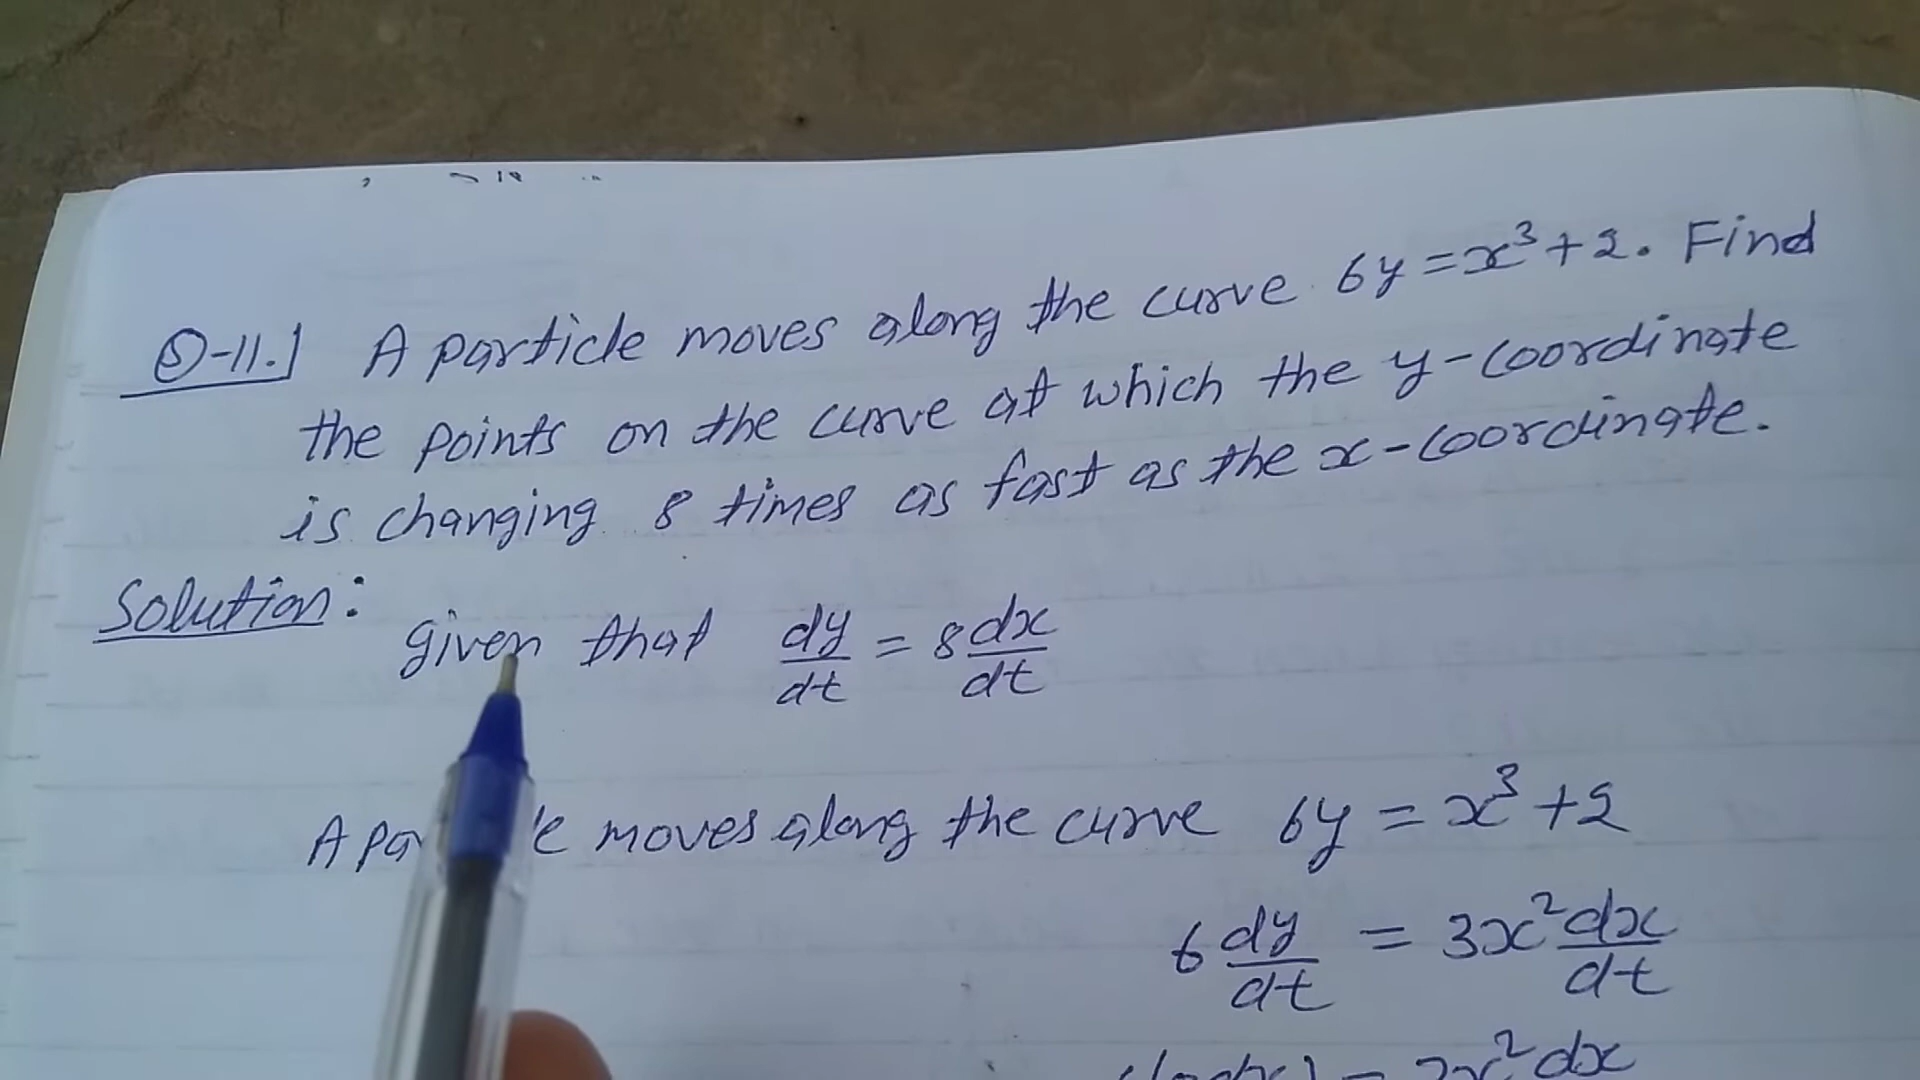 Q-11. A particle moves along the curve 6y = x³ + 2. Find
the points on the curve at which the y-coordinate
is changing 8 times as fast as the x-coordinate.
Solution:
given that dy/dt = 8 dx/dt
A moves along the curve 6y = x³ + 2
6 dy/dt = 3x² dx/dt